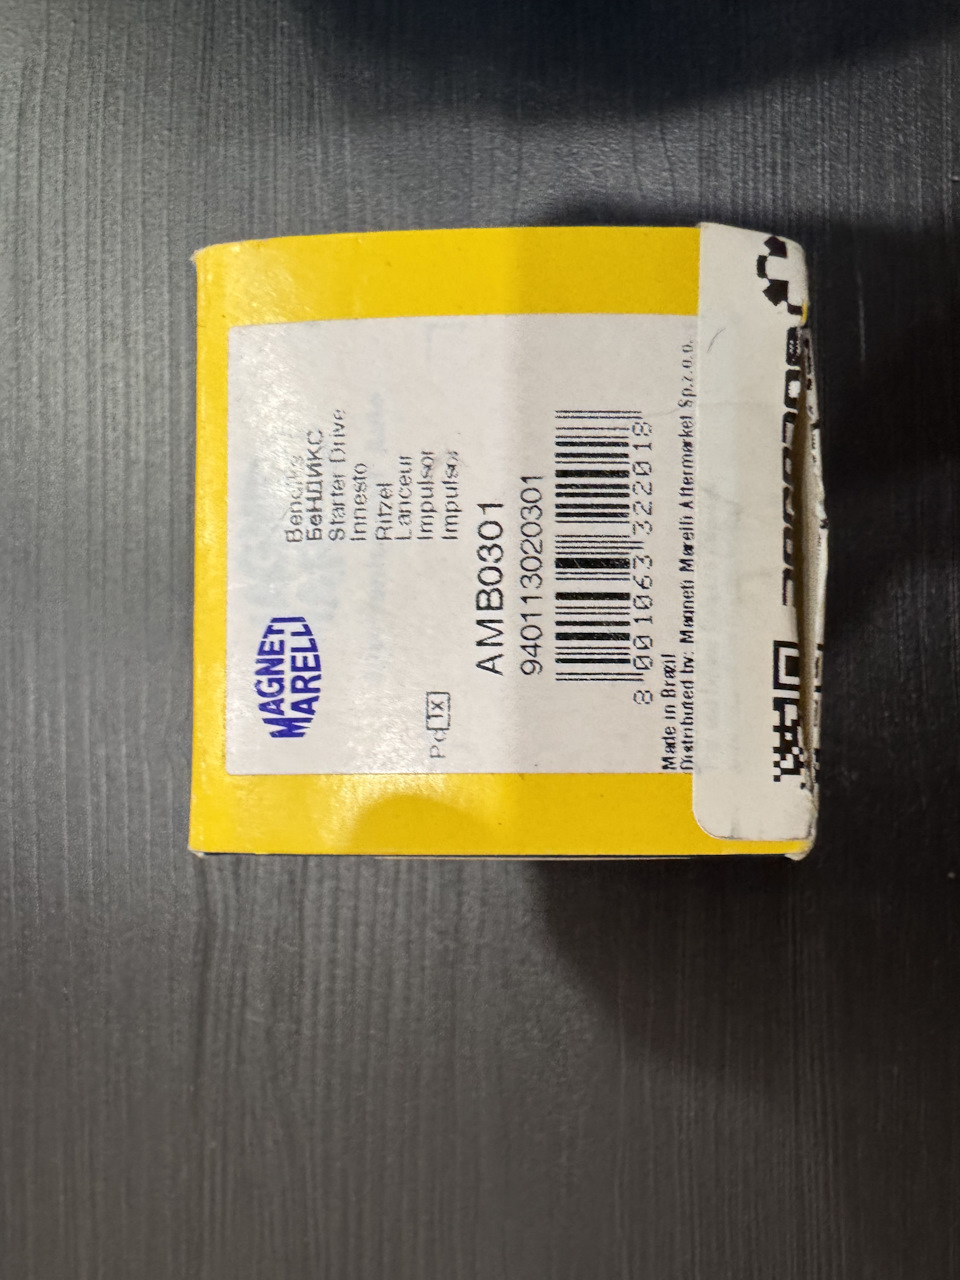 MAGNETI
MARELLI
Bendiks
Бендикс
Starter Drive
Innesto
Ritzel
Lanceur
Impulsor
Impulsor
Pc 1x
AMB0301
940113020301
8 001063 322018
Made in Brazil
Distributed by: Magneti Marelli Aftermarket Sp.z.o.o.